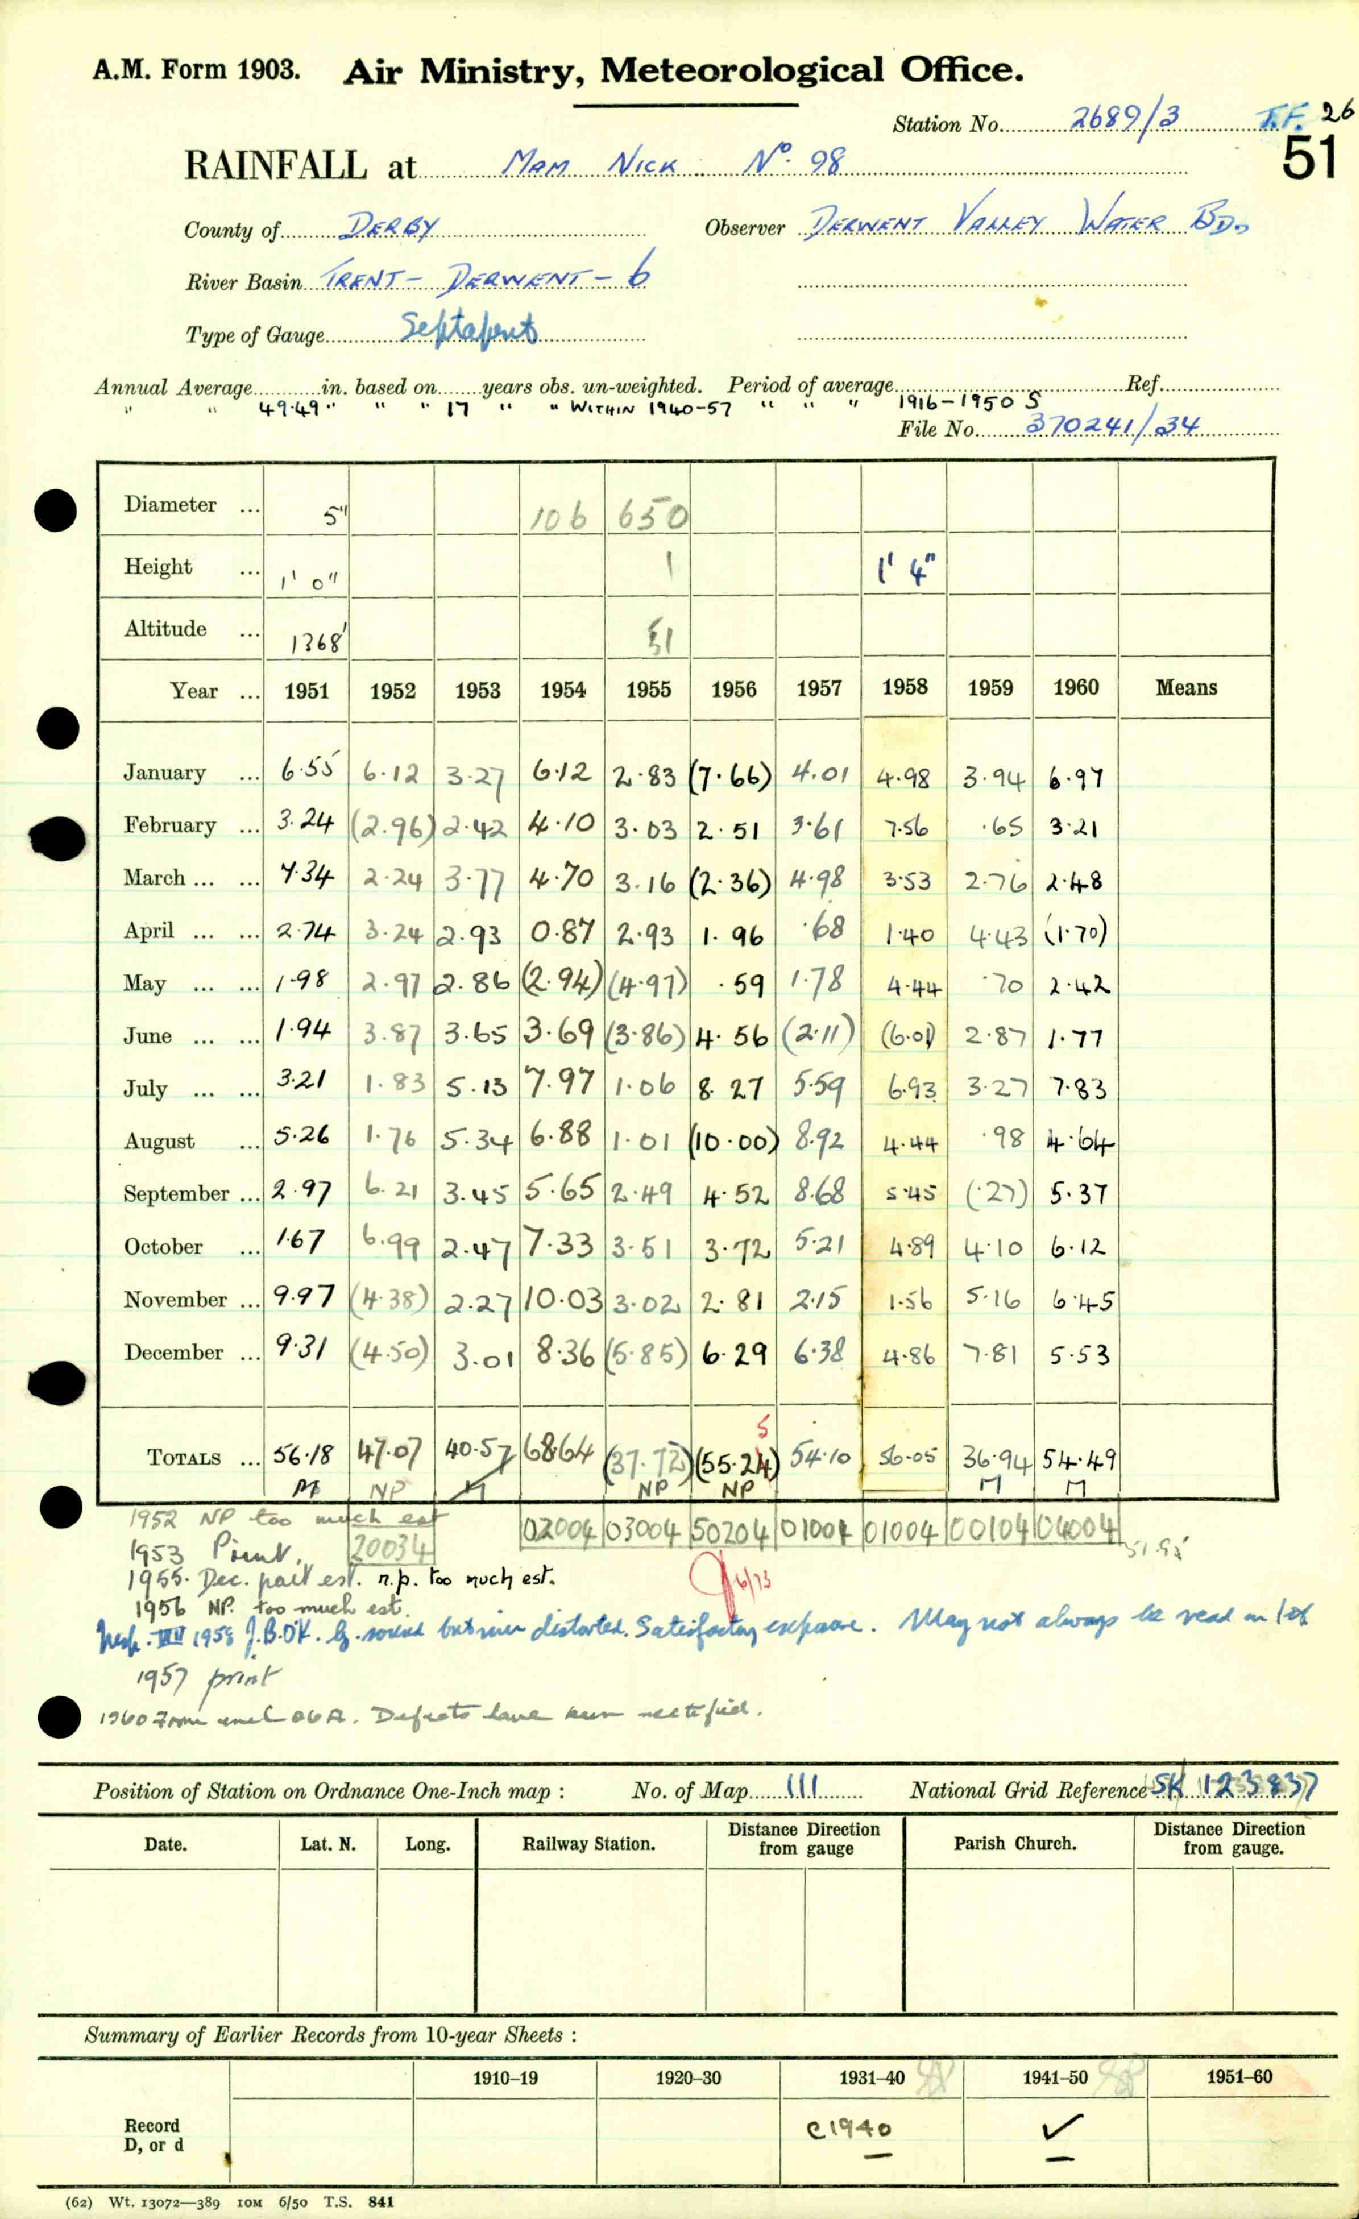 A.M. Form 1903. Air Ministry, Meteorological Office.
Station No. 2689/3 T.F. 26
51
RAINFALL at MAM NICK No. 98
County of DERBY Observer DERWENT VALLEY WATER BD.
River Basin TRENT - DERWENT - 6
Type of Gauge
Annual Average in. based on years obs. un-weighted. Period of average Ref.
" " 49.49 " " " 17 " " WITHIN 1940-57 " " " 1916-1950 S
File No. 370241/34
Diameter ... 5" 106 650
Height ... 1' 0" 1 1' 4"
Altitude ... 1368' 51
Year ... 1951 1952 1953 1954 1955 1956 1957 1958 1959 1960 Means
January ... 6.55 6.12 3.27 6.12 2.83 (7.66) 4.01 4.98 3.94 6.97
February ... 3.24 (2.96) 2.42 4.10 3.03 2.51 3.61 7.56 .65 3.21
March ... ... 7.34 2.24 3.77 4.70 3.16 (2.36) 4.98 3.53 2.76 2.48
April ... ... 2.74 3.24 2.93 0.87 2.93 1.96 .68 1.40 4.43 (1.70)
May ... ... 1.98 2.97 2.86 (2.94) (4.97) .59 1.78 4.44 .70 2.42
June ... ... 1.94 3.87 3.65 3.69 (3.86) 4.56 (2.11) (6.01) 2.87 1.77
July ... ... 3.21 1.83 5.13 7.97 1.06 8.27 5.59 6.93 3.27 7.83
August ... 5.26 1.76 5.34 6.88 1.01 (10.00) 8.92 4.44 .98 4.64
September ... 2.97 6.21 3.45 5.65 2.49 4.52 8.68 5.45 (.27) 5.37
October ... 1.67 6.99 2.47 7.33 3.51 3.72 5.21 4.89 4.10 6.12
November ... 9.97 (4.38) 2.27 10.03 3.02 2.81 2.15 1.56 5.16 6.45
December ... 9.31 (4.50) 3.01 8.36 (5.85) 6.29 6.38 4.86 7.81 5.53
5
TOTALS ... 56.18 47.07 40.57 68.64 (37.72) (55.24) 54.10 56.05 36.94 54.49
M NP M NP NP M M
1952 NP too much est 02004 03004 50204 01004 01004 00104 04004
1953 Print. 20034
1955. Dec. part est. n.p. too much est. 6/73
1956 NP. too much est.
Insp. VII 1958 J.B.O'K. G. sound but rim distorted. Satisfactory exposure. May not always be read on 1st
1957 print
1960 Defects have been rectified.
Position of Station on Ordnance One-Inch map : No. of Map 111 National Grid Reference SK 123837
Date. Lat. N. Long. Railway Station. Distance from gauge Direction Parish Church. Distance from gauge. Direction
Summary of Earlier Records from 10-year Sheets :
1910–19 1920–30 1931–40 1941–50 1951–60
Record D, or d c1940 ✓
(62) Wt. 13072—389 10M 6/50 T.S. 841